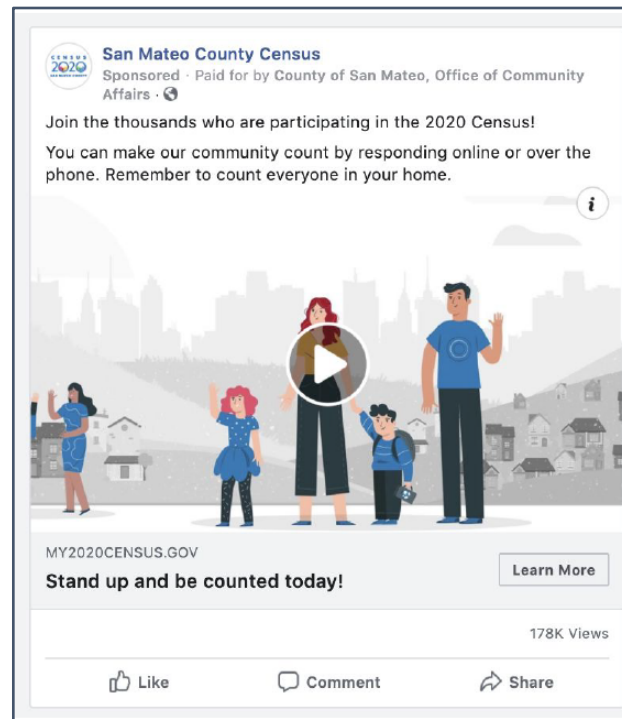 CENSUS
2020
SAN MATEO COUNTY
San Mateo County Census
Sponsored · Paid for by County of San Mateo, Office of Community
Affairs ·
Join the thousands who are participating in the 2020 Census!
You can make our community count by responding online or over the
phone. Remember to count everyone in your home.
i
MY2020CENSUS.GOV
Stand up and be counted today!
Learn More
178K Views
Like
Comment
Share